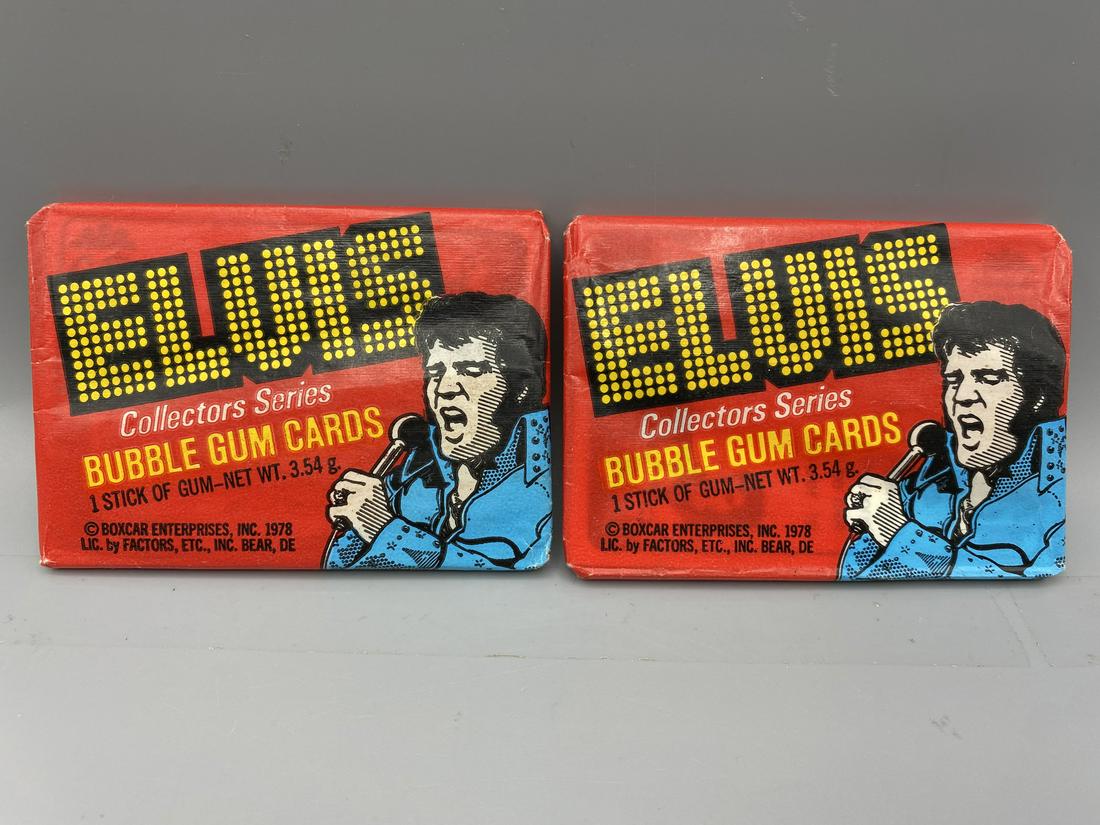 ELVIS
Collectors Series
BUBBLE GUM CARDS
1 STICK OF GUM–NET WT. 3.54 g.
© BOXCAR ENTERPRISES, INC. 1978
LIC. by FACTORS, ETC., INC. BEAR, DE
ELVIS
Collectors Series
BUBBLE GUM CARDS
1 STICK OF GUM–NET WT. 3.54 g.
© BOXCAR ENTERPRISES, INC. 1978
LIC. by FACTORS, ETC., INC. BEAR, DE